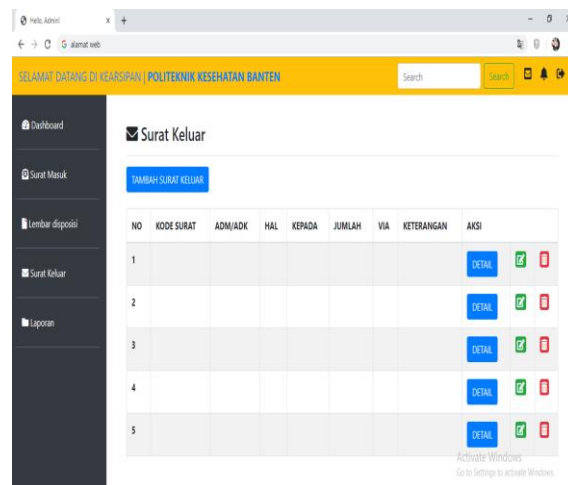 Hello, Admin!
alamat web
SELAMAT DATANG DI KEARSIPAN | POLITEKNIK KESEHATAN BANTEN
Search
Search
Dashboard
Surat Masuk
Lembar disposisi
Surat Keluar
Laporan
Surat Keluar
TAMBAH SURAT KELUAR
NO KODE SURAT ADM/ADK HAL KEPADA JUMLAH VIA KETERANGAN AKSI
1 DETAIL
2 DETAIL
3 DETAIL
4 DETAIL
5 DETAIL
Activate Windows
Go to Settings to activate Windows.